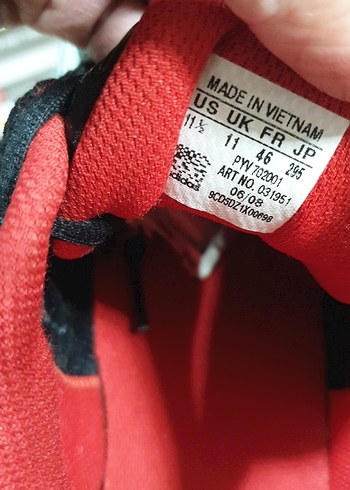 MADE IN VIETNAM
US UK FR JP
11½ 11 46 295
PYV 702001
ART NO. 031951
adidas 06/08
9CDSDZ1X00698